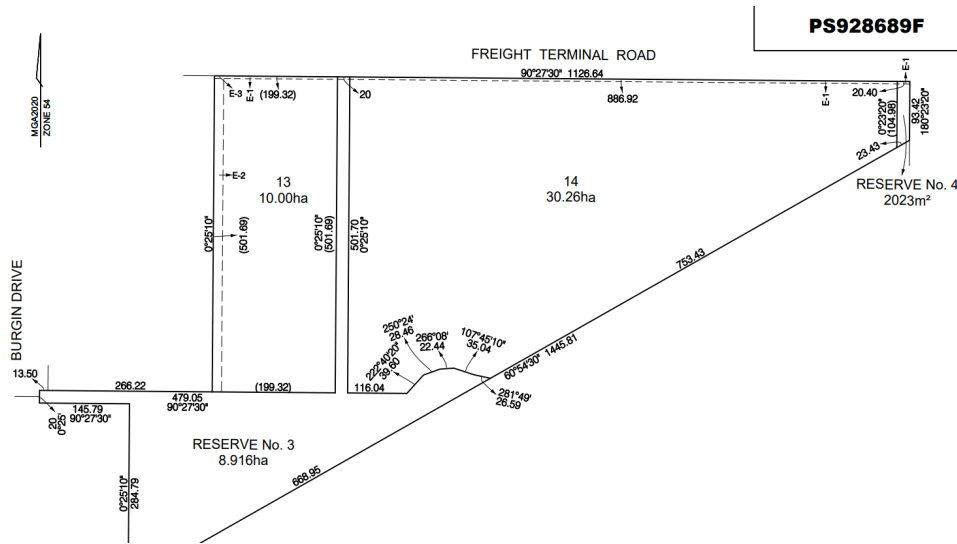 PS928689F
FREIGHT TERMINAL ROAD
90°27'30" 1126.64
E-1
MGA2020
ZONE 54
E-3
E-1
(199.32)
20
886.92
E-1
20.40
0°23'20"
(104.98)
93.42
180°23'20"
23.43
E-2
13
10.00ha
14
30.26ha
RESERVE No. 4
2023m²
0°25'10"
(501.69)
0°25'10"
(501.69)
501.70
0°25'10"
753.43
BURGIN DRIVE
250°24'
28.46
266°08'
22.44
107°45'10"
35.04
222°40'20"
39.60
60°54'30" 1445.81
13.50
266.22
(199.32)
116.04
281°49'
26.59
479.05
90°27'30"
145.79
90°27'30"
20
0°25'
RESERVE No. 3
8.916ha
668.95
0°25'10"
284.79